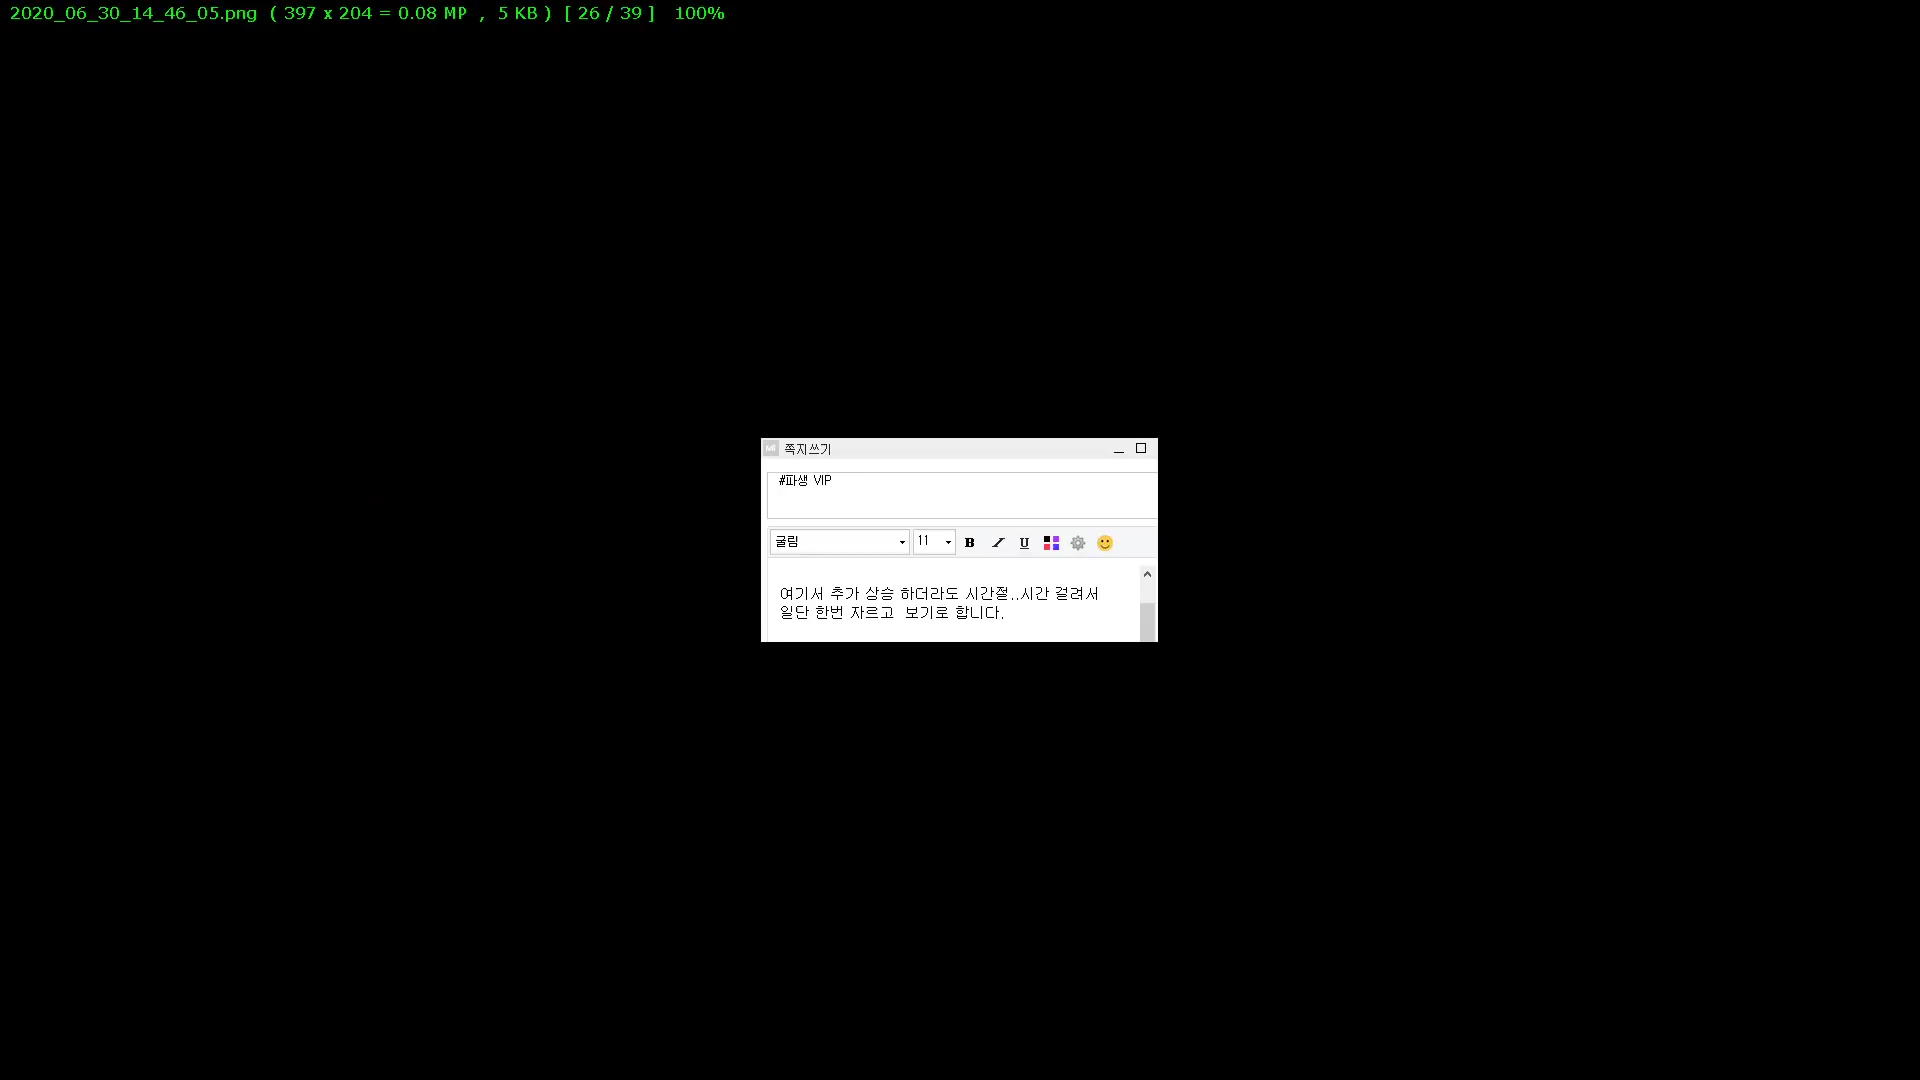 2020_06_30_14_46_05.png ( 397 x 204 = 0.08 MP , 5 KB ) [ 26 / 39 ] 100%
쪽지쓰기
#파생 VIP
굴림 11 B I U
여기서 추가 상승 하더라도 시간절..시간 걸려서
일단 한번 자르고 보기로 합니다.